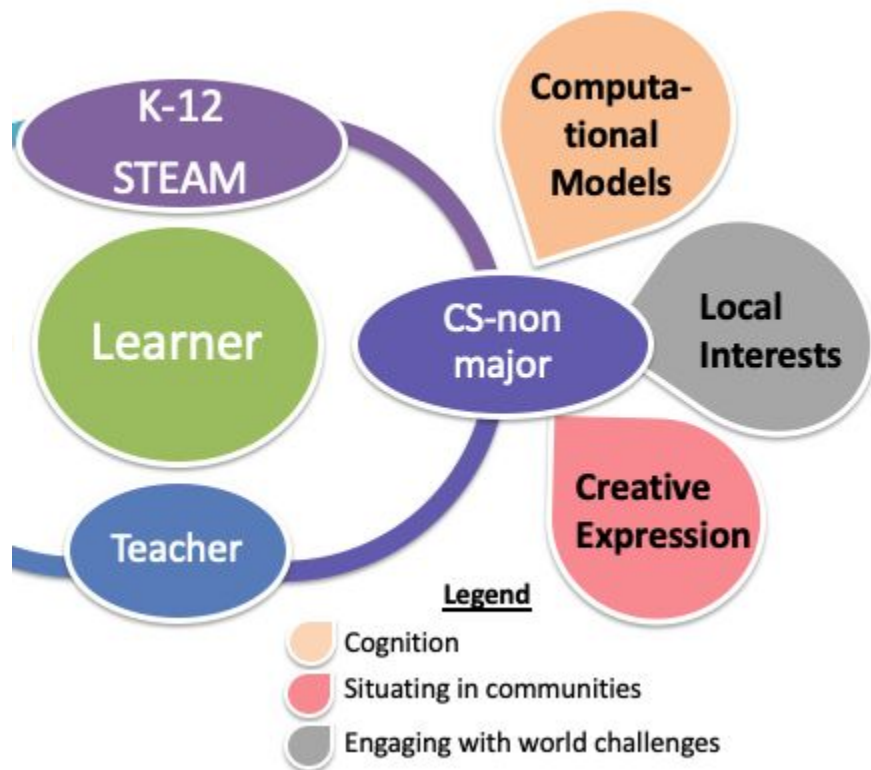 K-12
STEAM
Computa-
tional
Models
Learner
CS-non
major
Local
Interests
Teacher
Creative
Expression
Legend
Cognition
Situating in communities
Engaging with world challenges